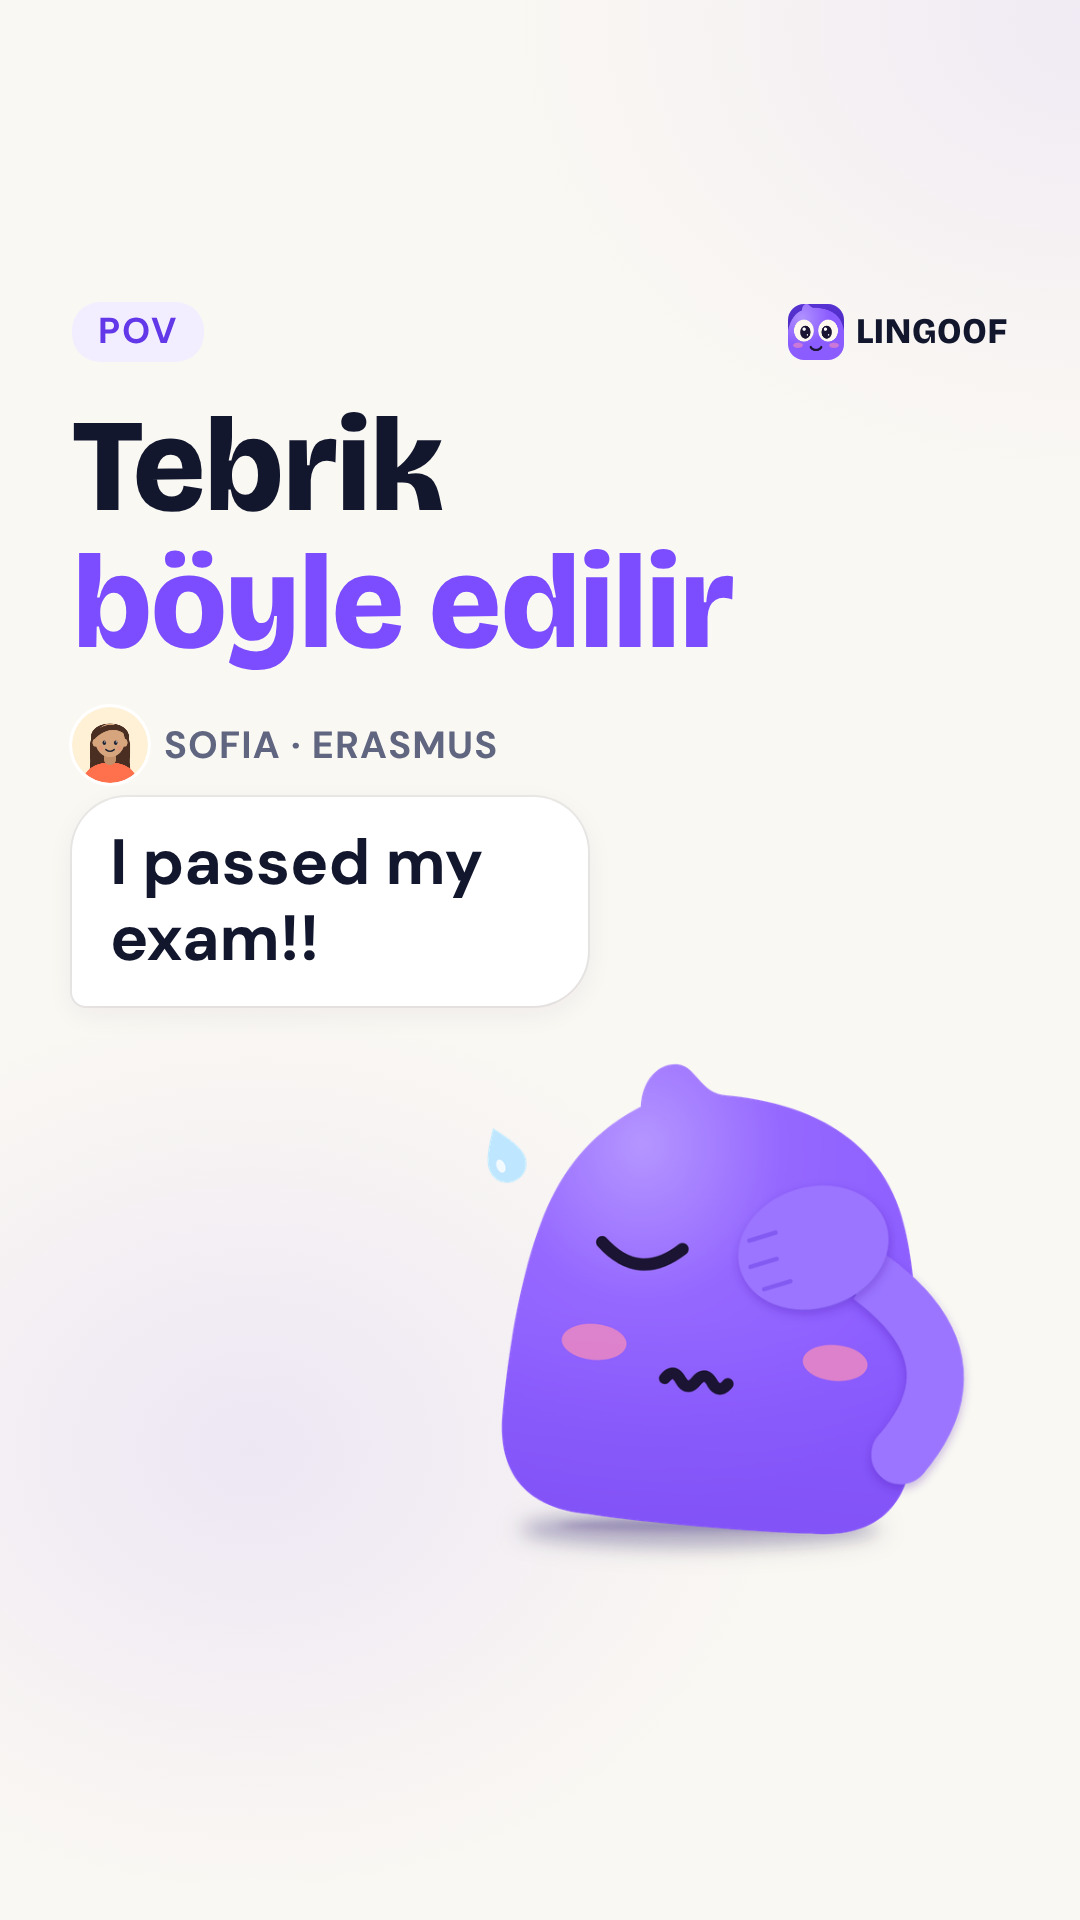 POV
LINGOOF
Tebrik
böyle edilir
SOFIA · ERASMUS
I passed my
exam!!